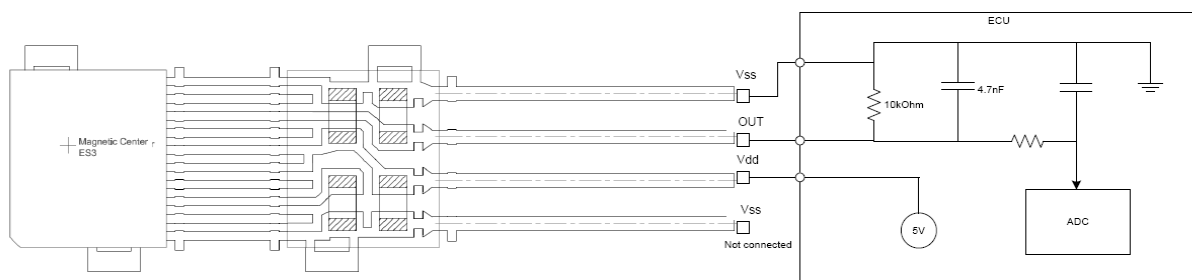 ECU
Vss
10kOhm
4.7nF
Magnetic Center
ES3
OUT
Vdd
Vss
Not connected
5V
ADC